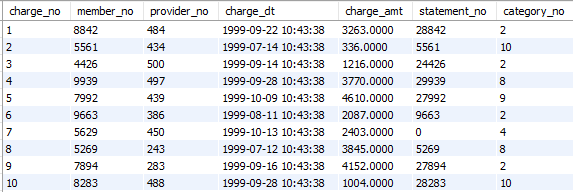 charge_no member_no provider_no charge_dt charge_amt statement_no category_no
1 8842 484 1999-09-22 10:43:38 3263.0000 28842 2
2 5561 434 1999-07-14 10:43:38 336.0000 5561 10
3 4426 500 1999-09-14 10:43:38 1216.0000 24426 2
4 9939 497 1999-09-28 10:43:38 3770.0000 29939 8
5 7992 439 1999-10-09 10:43:38 4610.0000 27992 9
6 9663 386 1999-08-11 10:43:38 2087.0000 9663 2
7 5629 450 1999-10-13 10:43:38 2403.0000 0 4
8 5269 243 1999-07-12 10:43:38 3845.0000 5269 8
9 7894 283 1999-09-16 10:43:38 4152.0000 27894 2
10 8283 488 1999-09-28 10:43:38 1004.0000 28283 10